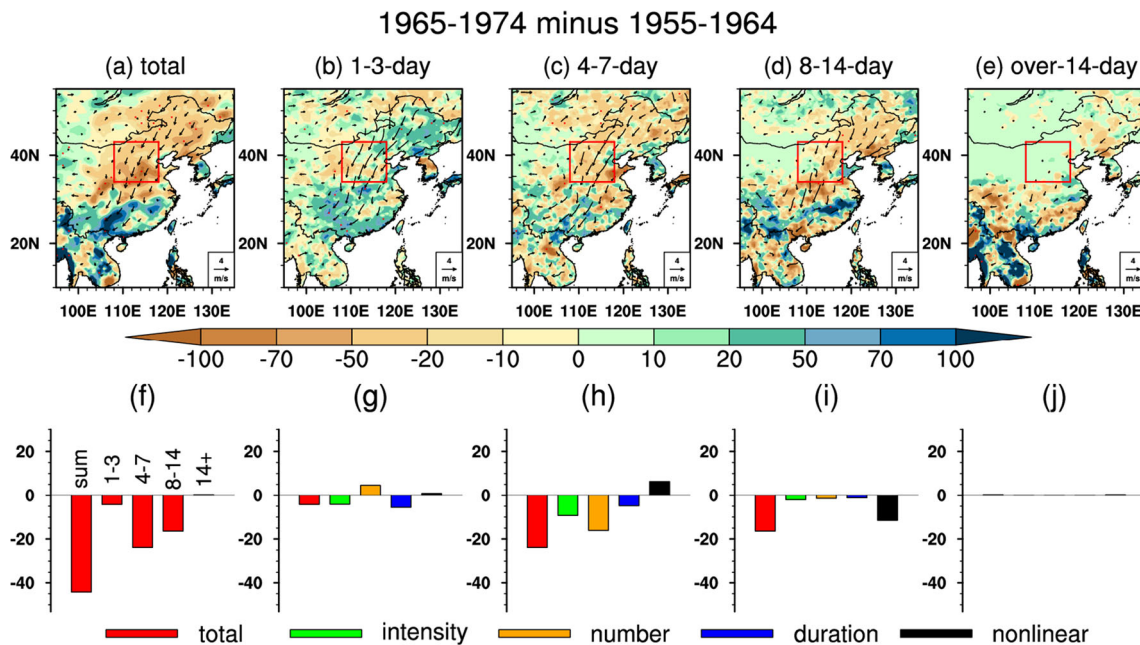 1965-1974 minus 1955-1964
(a) total (b) 1-3-day (c) 4-7-day (d) 8-14-day (e) over-14-day
40N 40N 40N 40N 40N
20N 20N 20N 20N 20N
4 4 4 4 4
m/s m/s m/s m/s m/s
100E 110E 120E 130E 100E 110E 120E 130E 100E 110E 120E 130E 100E 110E 120E 130E 100E 110E 120E 130E
-100 -70 -50 -20 -10 0 10 20 50 70 100
(f) (g) (h) (i) (j)
20 20 20 20 20
sum 1-3 4-7 8-14 14+
0 0 0 0 0
-20 -20 -20 -20 -20
-40 -40 -40 -40 -40
total intensity number duration nonlinear